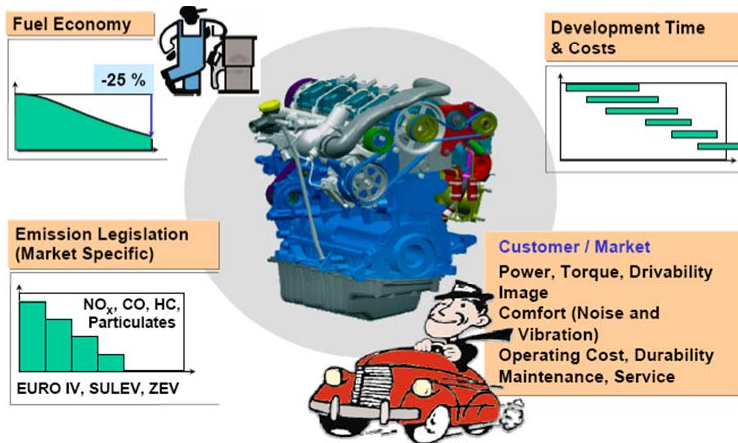 Fuel Economy
-25 %
Development Time
& Costs
Emission Legislation
(Market Specific)
NOX, CO, HC,
Particulates
EURO IV, SULEV, ZEV
Customer / Market
Power, Torque, Drivability
Image
Comfort (Noise and
Vibration)
Operating Cost, Durability
Maintenance, Service